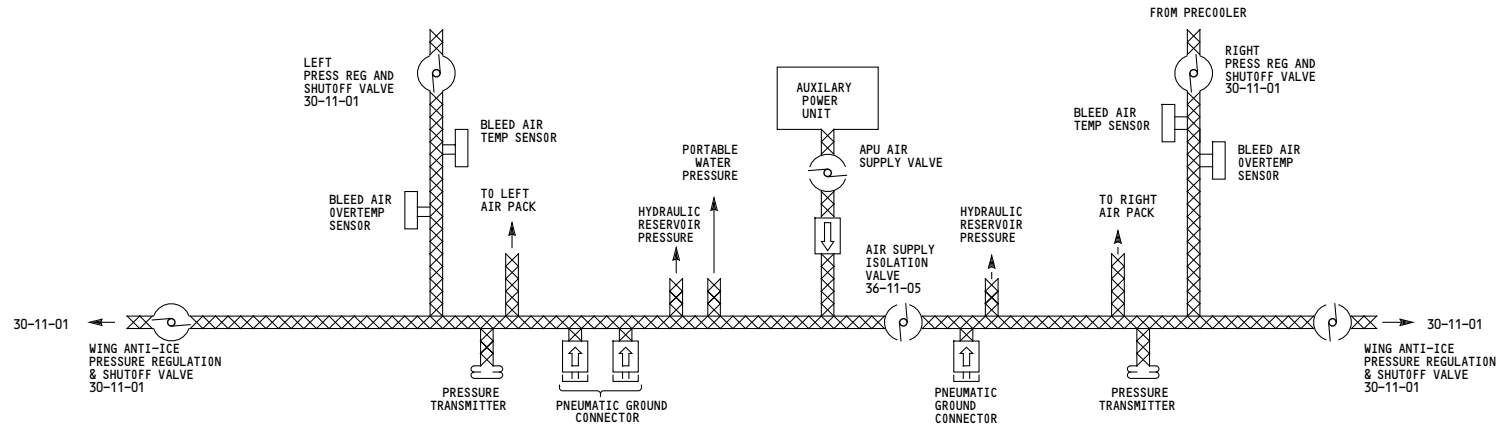 FROM PRECOOLER
LEFT
PRESS REG AND
SHUTOFF VALVE
30-11-01
RIGHT
PRESS REG AND
SHUTOFF VALVE
30-11-01
AUXILARY
POWER
UNIT
BLEED AIR
TEMP SENSOR
BLEED AIR
TEMP SENSOR
PORTABLE
WATER
PRESSURE
APU AIR
SUPPLY VALVE
BLEED AIR
OVERTEMP
SENSOR
BLEED AIR
OVERTEMP
SENSOR
TO LEFT
AIR PACK
HYDRAULIC
RESERVOIR
PRESSURE
HYDRAULIC
RESERVOIR
PRESSURE
TO RIGHT
AIR PACK
AIR SUPPLY
ISOLATION
VALVE
36-11-05
30-11-01
30-11-01
WING ANTI-ICE
PRESSURE REGULATION
& SHUTOFF VALVE
30-11-01
WING ANTI-ICE
PRESSURE REGULATION
& SHUTOFF VALVE
30-11-01
PRESSURE
TRANSMITTER
PNEUMATIC GROUND
CONNECTOR
PNEUMATIC
GROUND
CONNECTOR
PRESSURE
TRANSMITTER